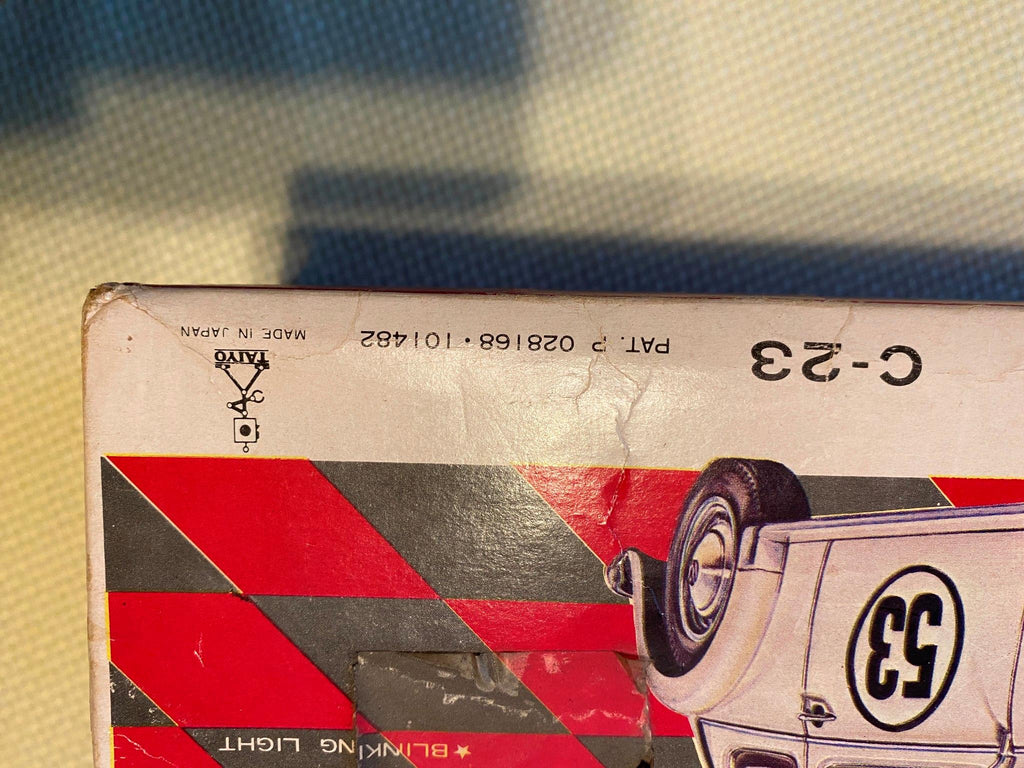 ★BLINKING LIGHT
53
C-23
PAT. P 028168·101482
TAIYO
MADE IN JAPAN